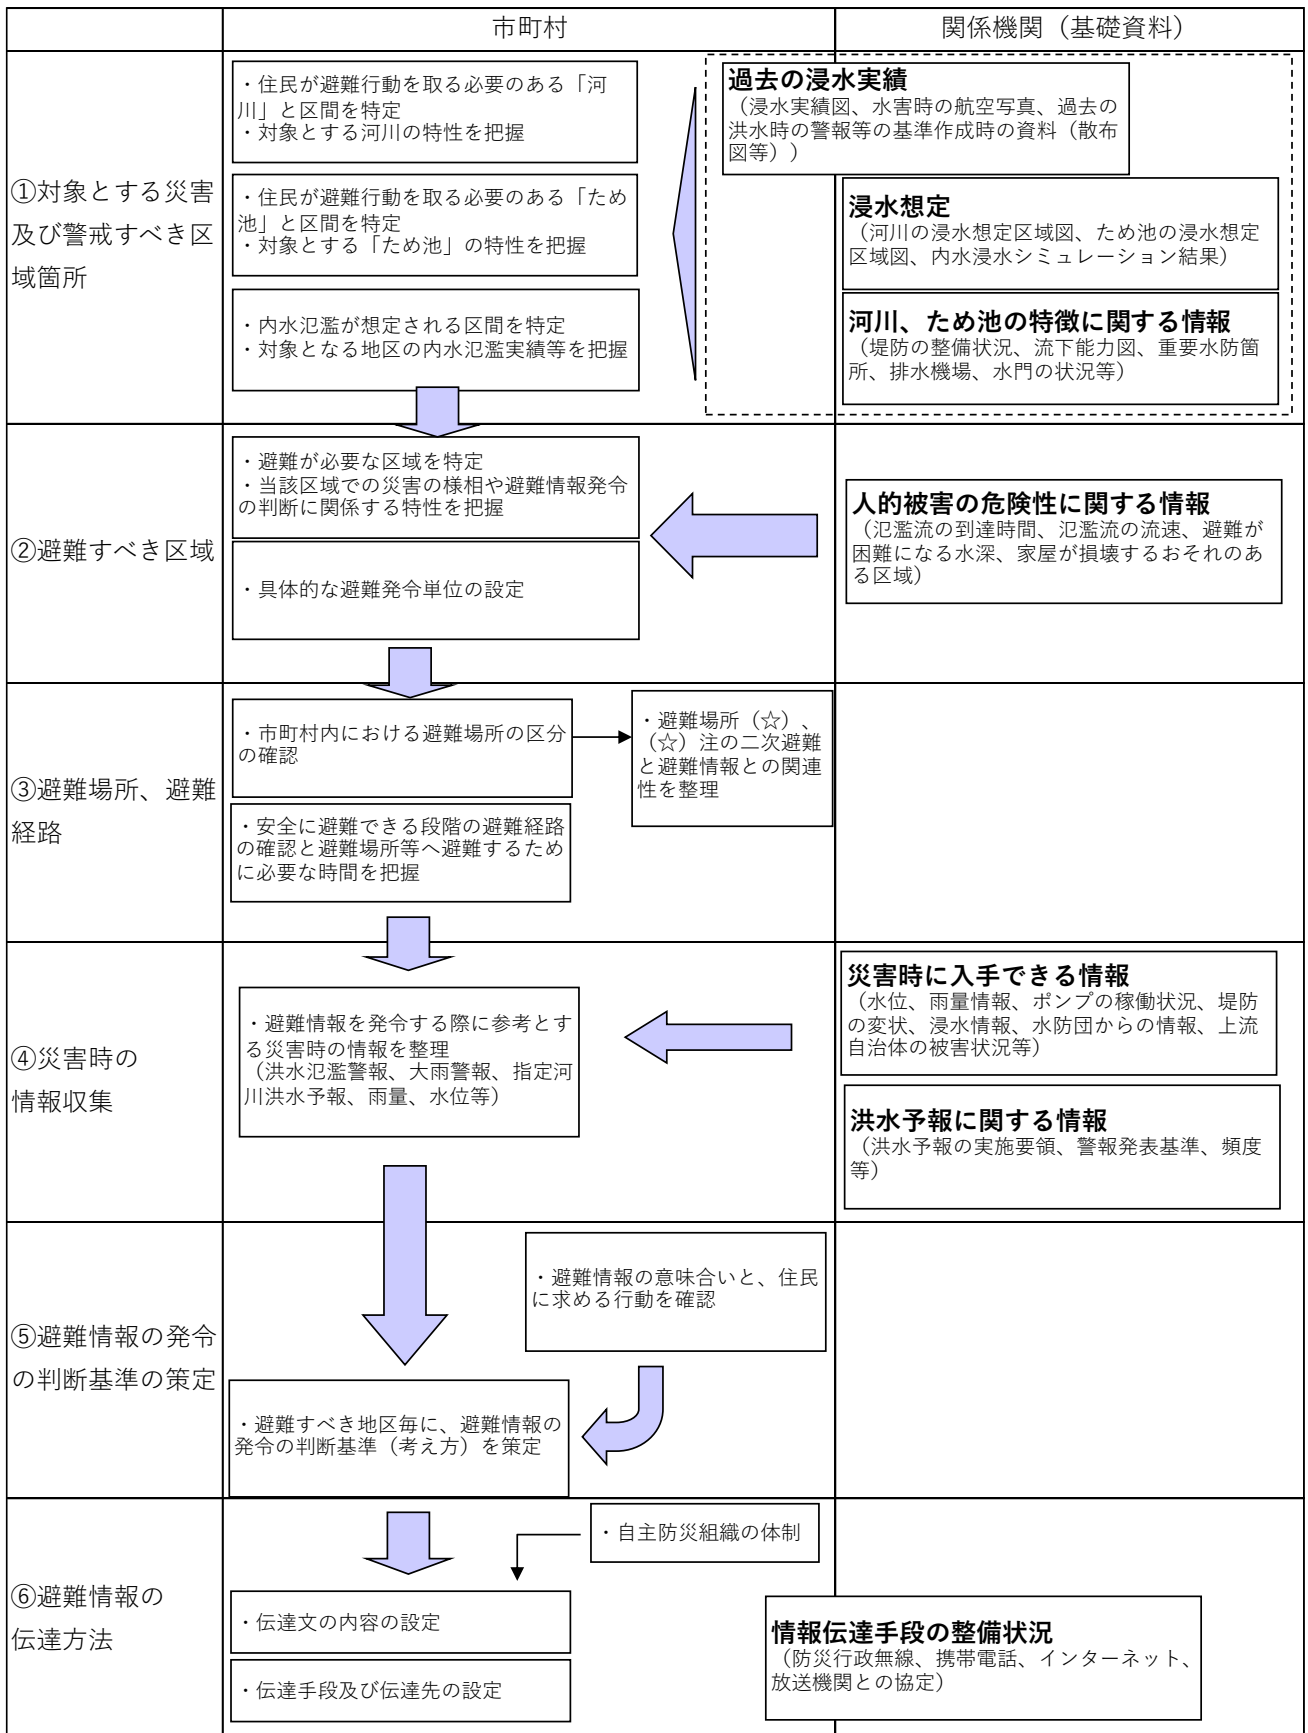 市町村
関係機関（基礎資料）
①対象とする災害
及び警戒すべき区
域箇所
・住民が避難行動を取る必要のある「河
川」と区間を特定
・対象とする河川の特性を把握
・住民が避難行動を取る必要のある「ため
池」と区間を特定
・対象とする「ため池」の特性を把握
・内水氾濫が想定される区間を特定
・対象となる地区の内水氾濫実績等を把握
過去の浸水実績
（浸水実績図、水害時の航空写真、過去の
洪水時の警報等の基準作成時の資料（散布
図等））
浸水想定
（河川の浸水想定区域図、ため池の浸水想定
区域図、内水浸水シミュレーション結果）
河川、ため池の特徴に関する情報
（堤防の整備状況、流下能力図、重要水防箇
所、排水機場、水門の状況等）
②避難すべき区域
・避難が必要な区域を特定
・当該区域での災害の様相や避難情報発令
の判断に関係する特性を把握
・具体的な避難発令単位の設定
人的被害の危険性に関する情報
（氾濫流の到達時間、氾濫流の流速、避難が
困難になる水深、家屋が損壊するおそれのあ
る区域）
③避難場所、避難
経路
・市町村内における避難場所の区分
の確認
・避難場所（☆）、
（☆）注の二次避難
と避難情報との関連
性を整理
・安全に避難できる段階の避難経路
の確認と避難場所等へ避難するため
に必要な時間を把握
④災害時の
情報収集
・避難情報を発令する際に参考とす
る災害時の情報を整理
（洪水氾濫警報、大雨警報、指定河
川洪水予報、雨量、水位等）
災害時に入手できる情報
（水位、雨量情報、ポンプの稼働状況、堤防
の変状、浸水情報、水防団からの情報、上流
自治体の被害状況等）
洪水予報に関する情報
（洪水予報の実施要領、警報発表基準、頻度
等）
⑤避難情報の発令
の判断基準の策定
・避難情報の意味合いと、住民
に求める行動を確認
・避難すべき地区毎に、避難情報の
発令の判断基準（考え方）を策定
⑥避難情報の
伝達方法
・自主防災組織の体制
・伝達文の内容の設定
・伝達手段及び伝達先の設定
情報伝達手段の整備状況
（防災行政無線、携帯電話、インターネット、
放送機関との協定）